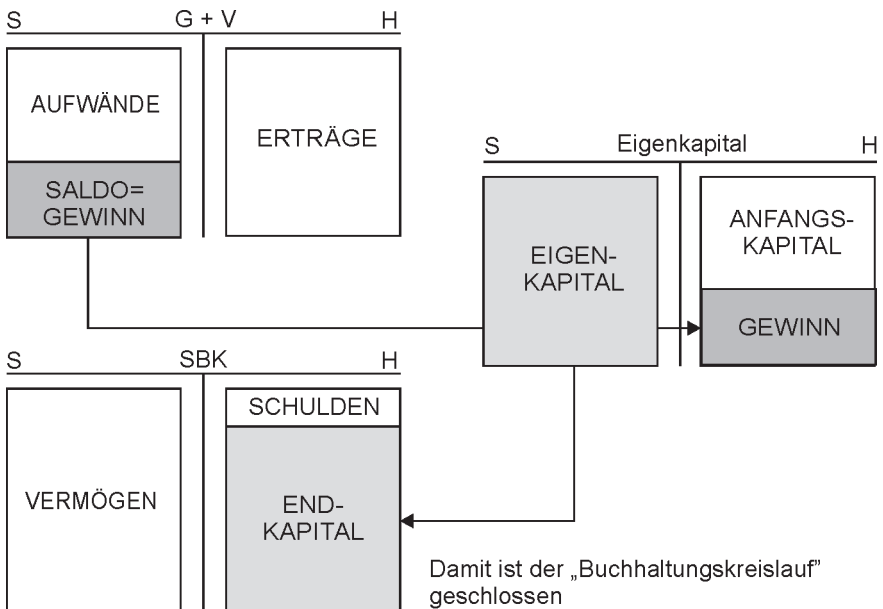 S G + V H
AUFWÄNDE
SALDO=
GEWINN
ERTRÄGE
S Eigenkapital H
EIGEN-
KAPITAL
ANFANGS-
KAPITAL
GEWINN
S SBK H
VERMÖGEN
SCHULDEN
END-
KAPITAL
Damit ist der „Buchhaltungskreislauf”
geschlossen